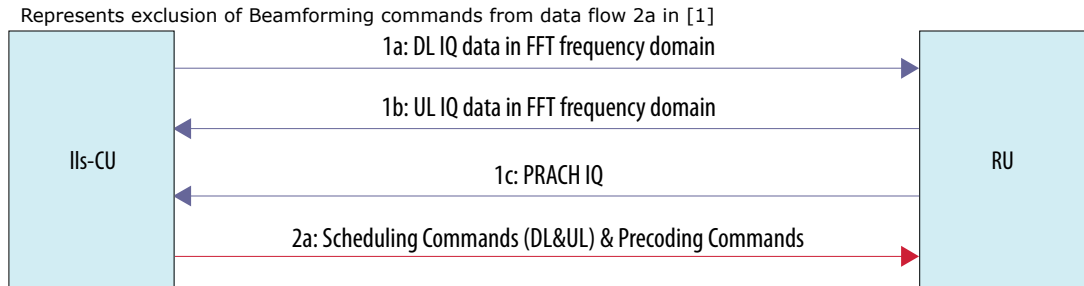 Represents exclusion of Beamforming commands from data flow 2a in [1]
1a: DL IQ data in FFT frequency domain
1b: UL IQ data in FFT frequency domain
lls-CU
RU
1c: PRACH IQ
2a: Scheduling Commands (DL&UL) & Precoding Commands